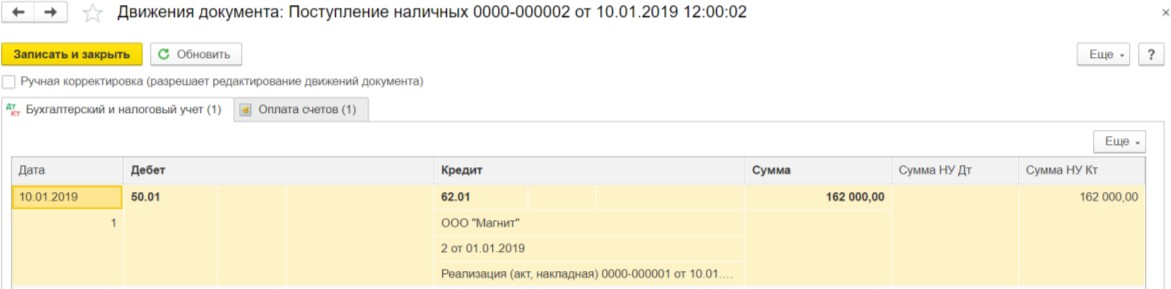 Движения документа: Поступление наличных 0000-000002 от 10.01.2019 12:00:02
Записать и закрыть Обновить Еще ?
Ручная корректировка (разрешает редактирование движений документа)
Дт Кт Бухгалтерский и налоговый учет (1) Оплата счетов (1)
Еще
Дата Дебет Кредит Сумма Сумма НУ Дт Сумма НУ Кт
10.01.2019 50.01 62.01 162 000,00 162 000,00
1 ООО "Магнит"
2 от 01.01.2019
Реализация (акт, накладная) 0000-000001 от 10.01....